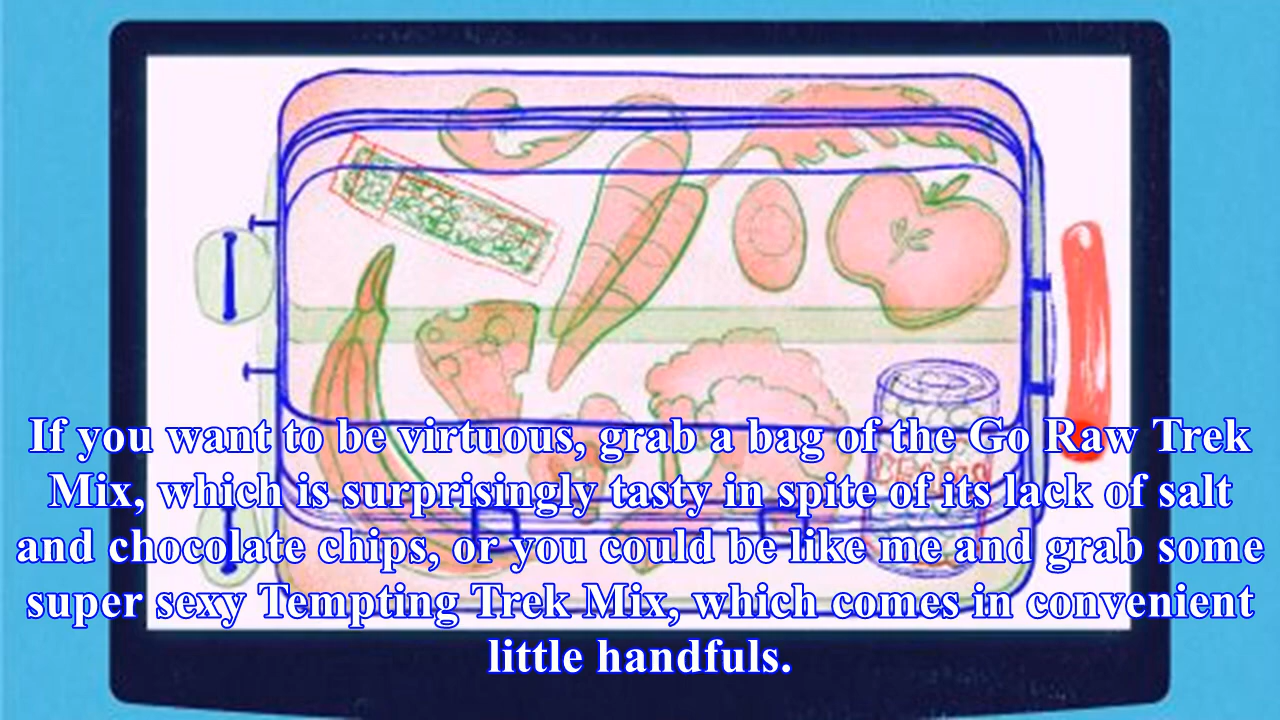 If you want to be virtuous, grab a bag of the Go Raw Trek
Mix, which is surprisingly tasty in spite of its lack of salt
and chocolate chips, or you could be like me and grab some
super sexy Tempting Trek Mix, which comes in convenient
little handfuls.